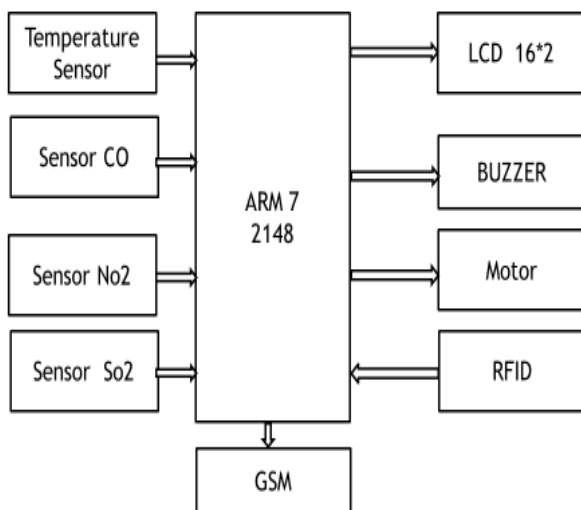 Temperature
Sensor
Sensor CO
Sensor No2
Sensor So2
ARM 7
2148
LCD 16*2
BUZZER
Motor
RFID
GSM